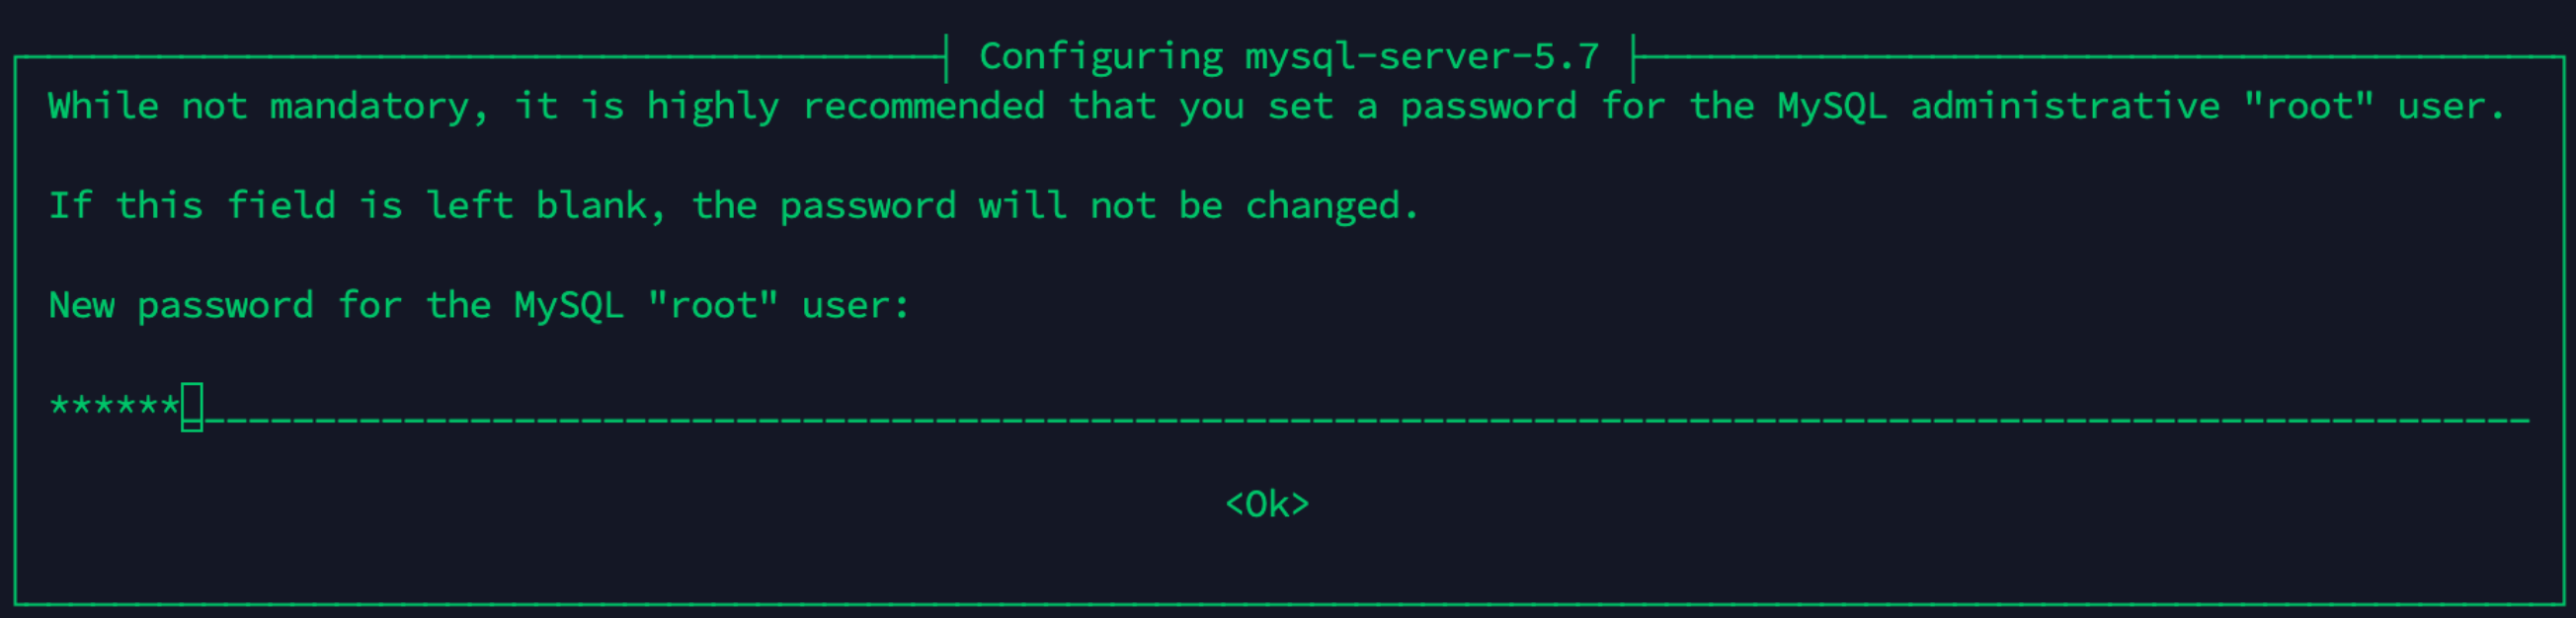 Configuring mysql-server-5.7
While not mandatory, it is highly recommended that you set a password for the MySQL administrative "root" user.
If this field is left blank, the password will not be changed.
New password for the MySQL "root" user:
******_________________________________________________________________________________________________________
<Ok>